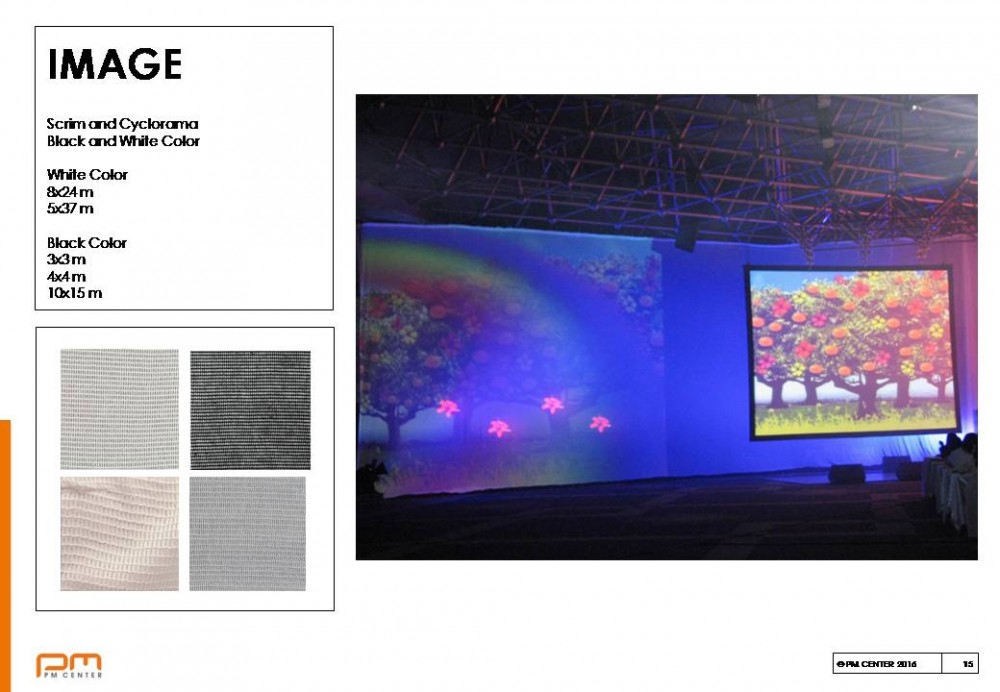 IMAGE
Scrim and Cyclorama
Black and White Color
White Color
8x24 m
5x37 m
Black Color
3x3 m
4x4 m
10x15 m
pm
PM CENTER
© PM CENTER 2016
15